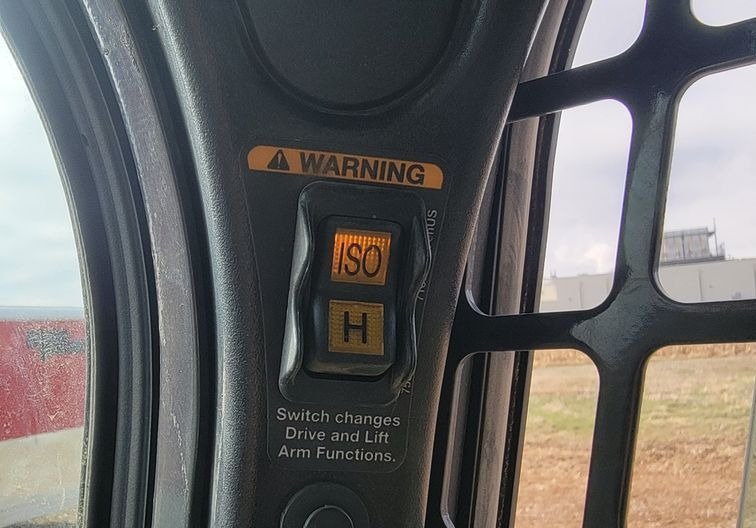 WARNING
ISO
H
Switch changes
Drive and Lift
Arm Functions.